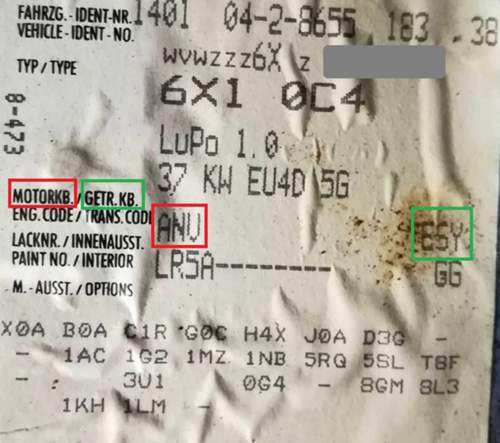 FAHRZG. - IDENT-NR. 1401 04-2-8655 183 38
VEHICLE - IDENT - NO.
WVWZZZ6X Z
TYP / TYPE
6X1 0C4
8-473
LuPo 1.0
37 KW EU4D 5G
MOTORKB. / GETR.KB.
ENG. CODE / TRANS. CODE ANV ESY
LACKNR. / INNENAUSST.
PAINT NO. / INTERIOR LR5A--------- GG
M. - AUSST. / OPTIONS
X0A B0A C1R G0C H4X J0A D3G -
- 1AC 1G2 1MZ 1NB 5RQ 5SL T8F
- : 3U1 0G4 - 8GM 8L3
1KH 1LM -